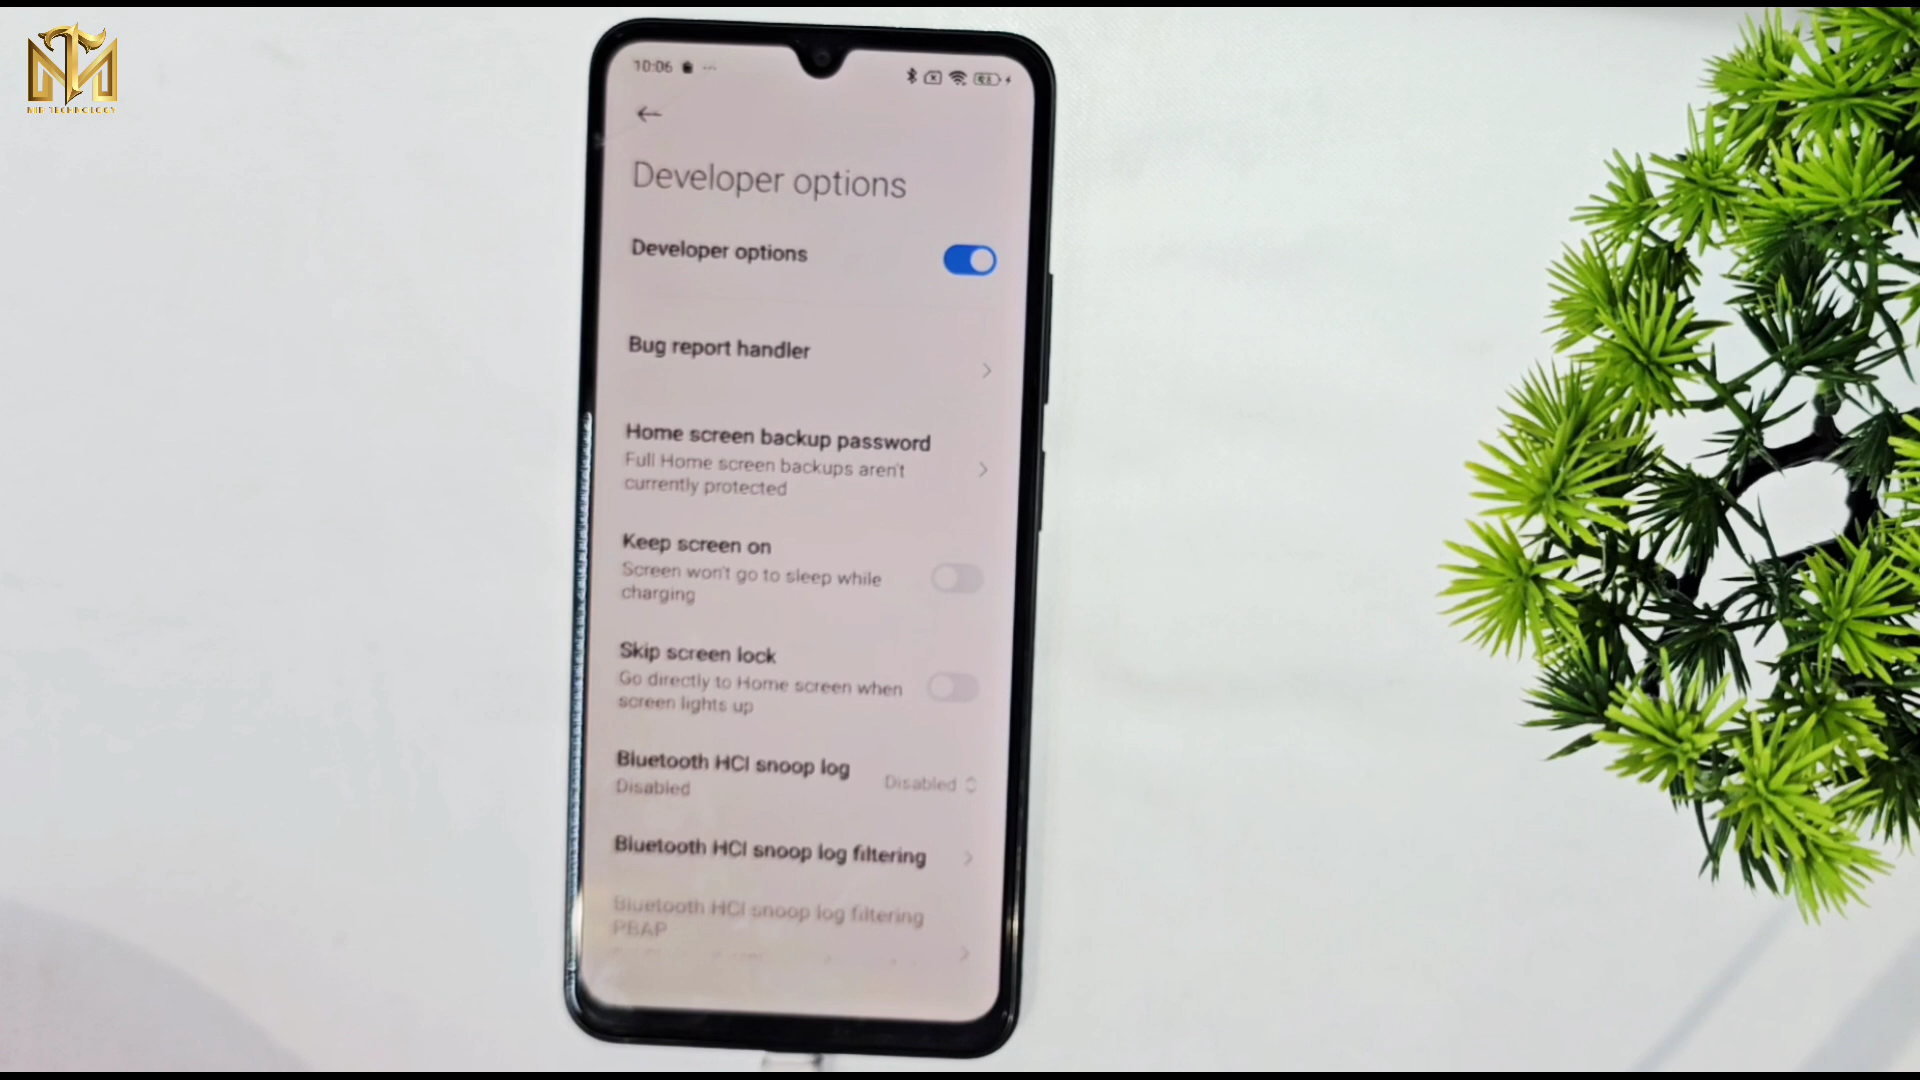 MT
10:06
Developer options
Developer options
Bug report handler
Home screen backup password
Full Home screen backups aren't
currently protected
Keep screen on
Screen won't go to sleep while
charging
Skip screen lock
Go directly to Home screen when
screen lights up
Bluetooth HCI snoop log
Disabled
Disabled
Bluetooth HCI snoop log filtering
Bluetooth HCI snoop log filtering
PBAP